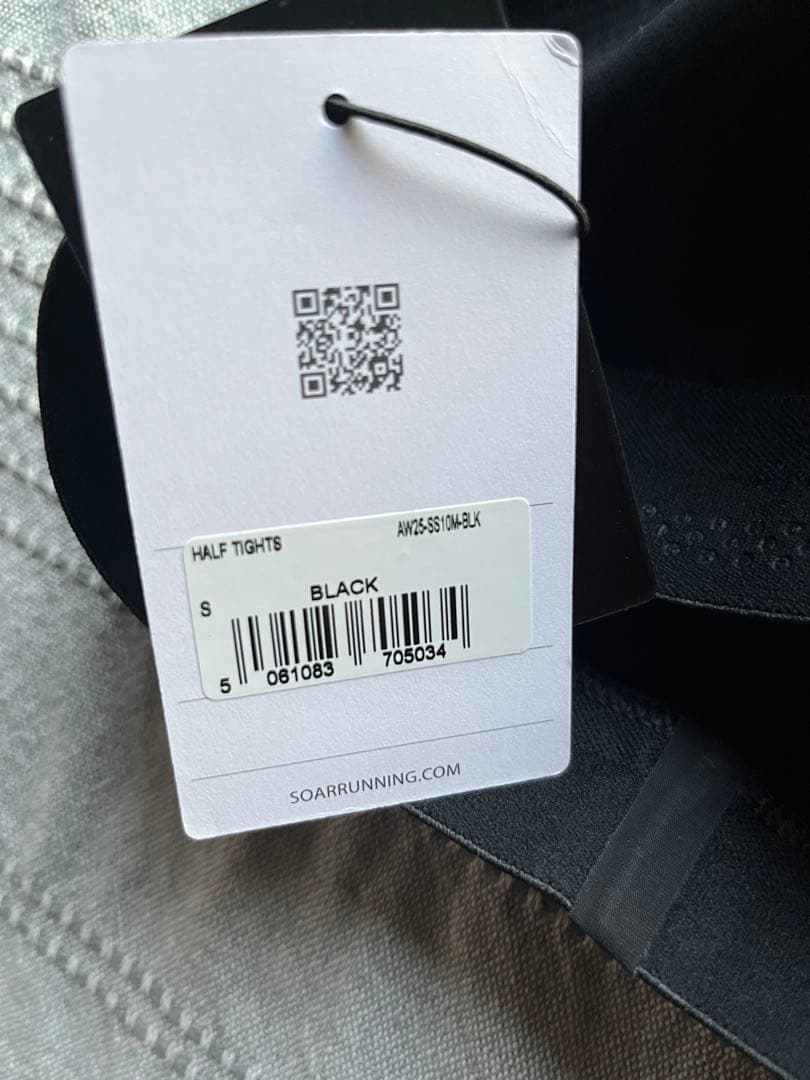 HALF TIGHTS
AW25-SS10M-BLK
S
BLACK
5 061083 705034
SOARRUNNING.COM